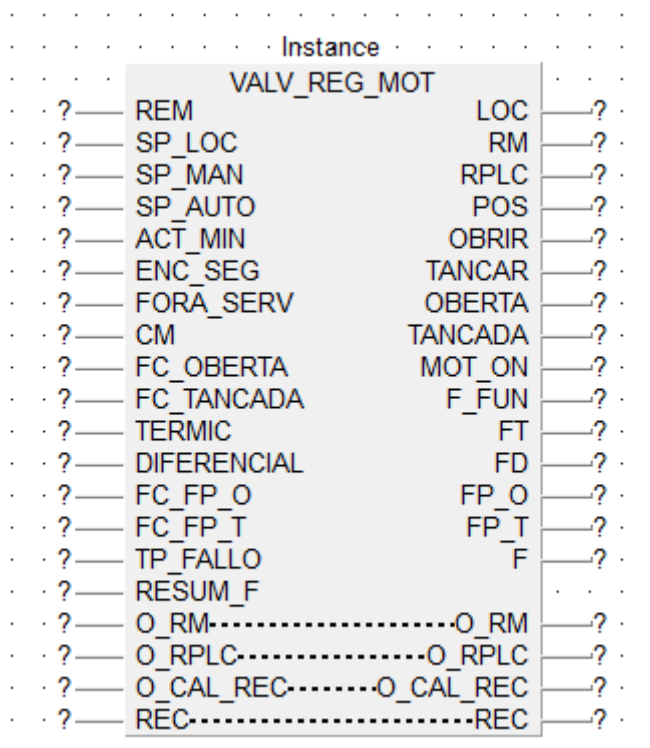 Instance
VALV_REG_MOT
? REM LOC ?
? SP_LOC RM ?
? SP_MAN RPLC ?
? SP_AUTO POS ?
? ACT_MIN OBRIR ?
? ENC_SEG TANCAR ?
? FORA_SERV OBERTA ?
? CM TANCADA ?
? FC_OBERTA MOT_ON ?
? FC_TANCADA F_FUN ?
? TERMIC FT ?
? DIFERENCIAL FD ?
? FC_FP_O FP_O ?
? FC_FP_T FP_T ?
? TP_FALLO F ?
? RESUM_F
? O_RM O_RM ?
? O_RPLC O_RPLC ?
? O_CAL_REC O_CAL_REC ?
? REC REC ?